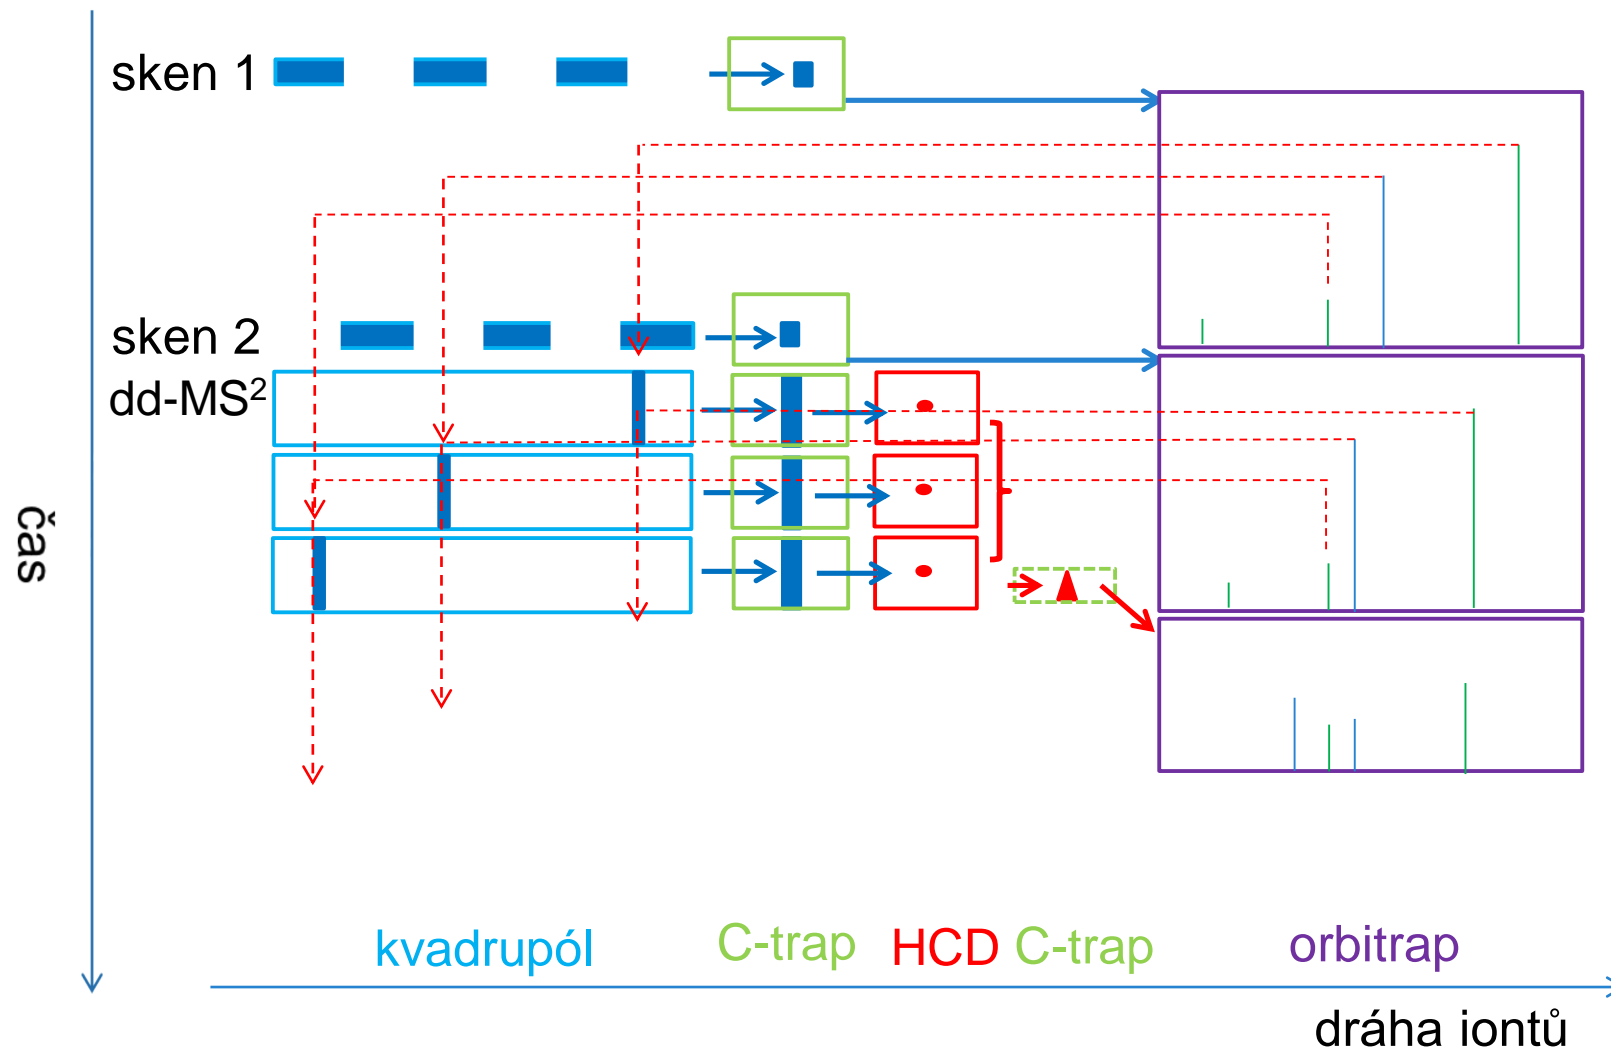 sken 1
sken 2
dd-MS²
čas
kvadrupól
C-trap
HCD
C-trap
orbitrap
dráha iontů